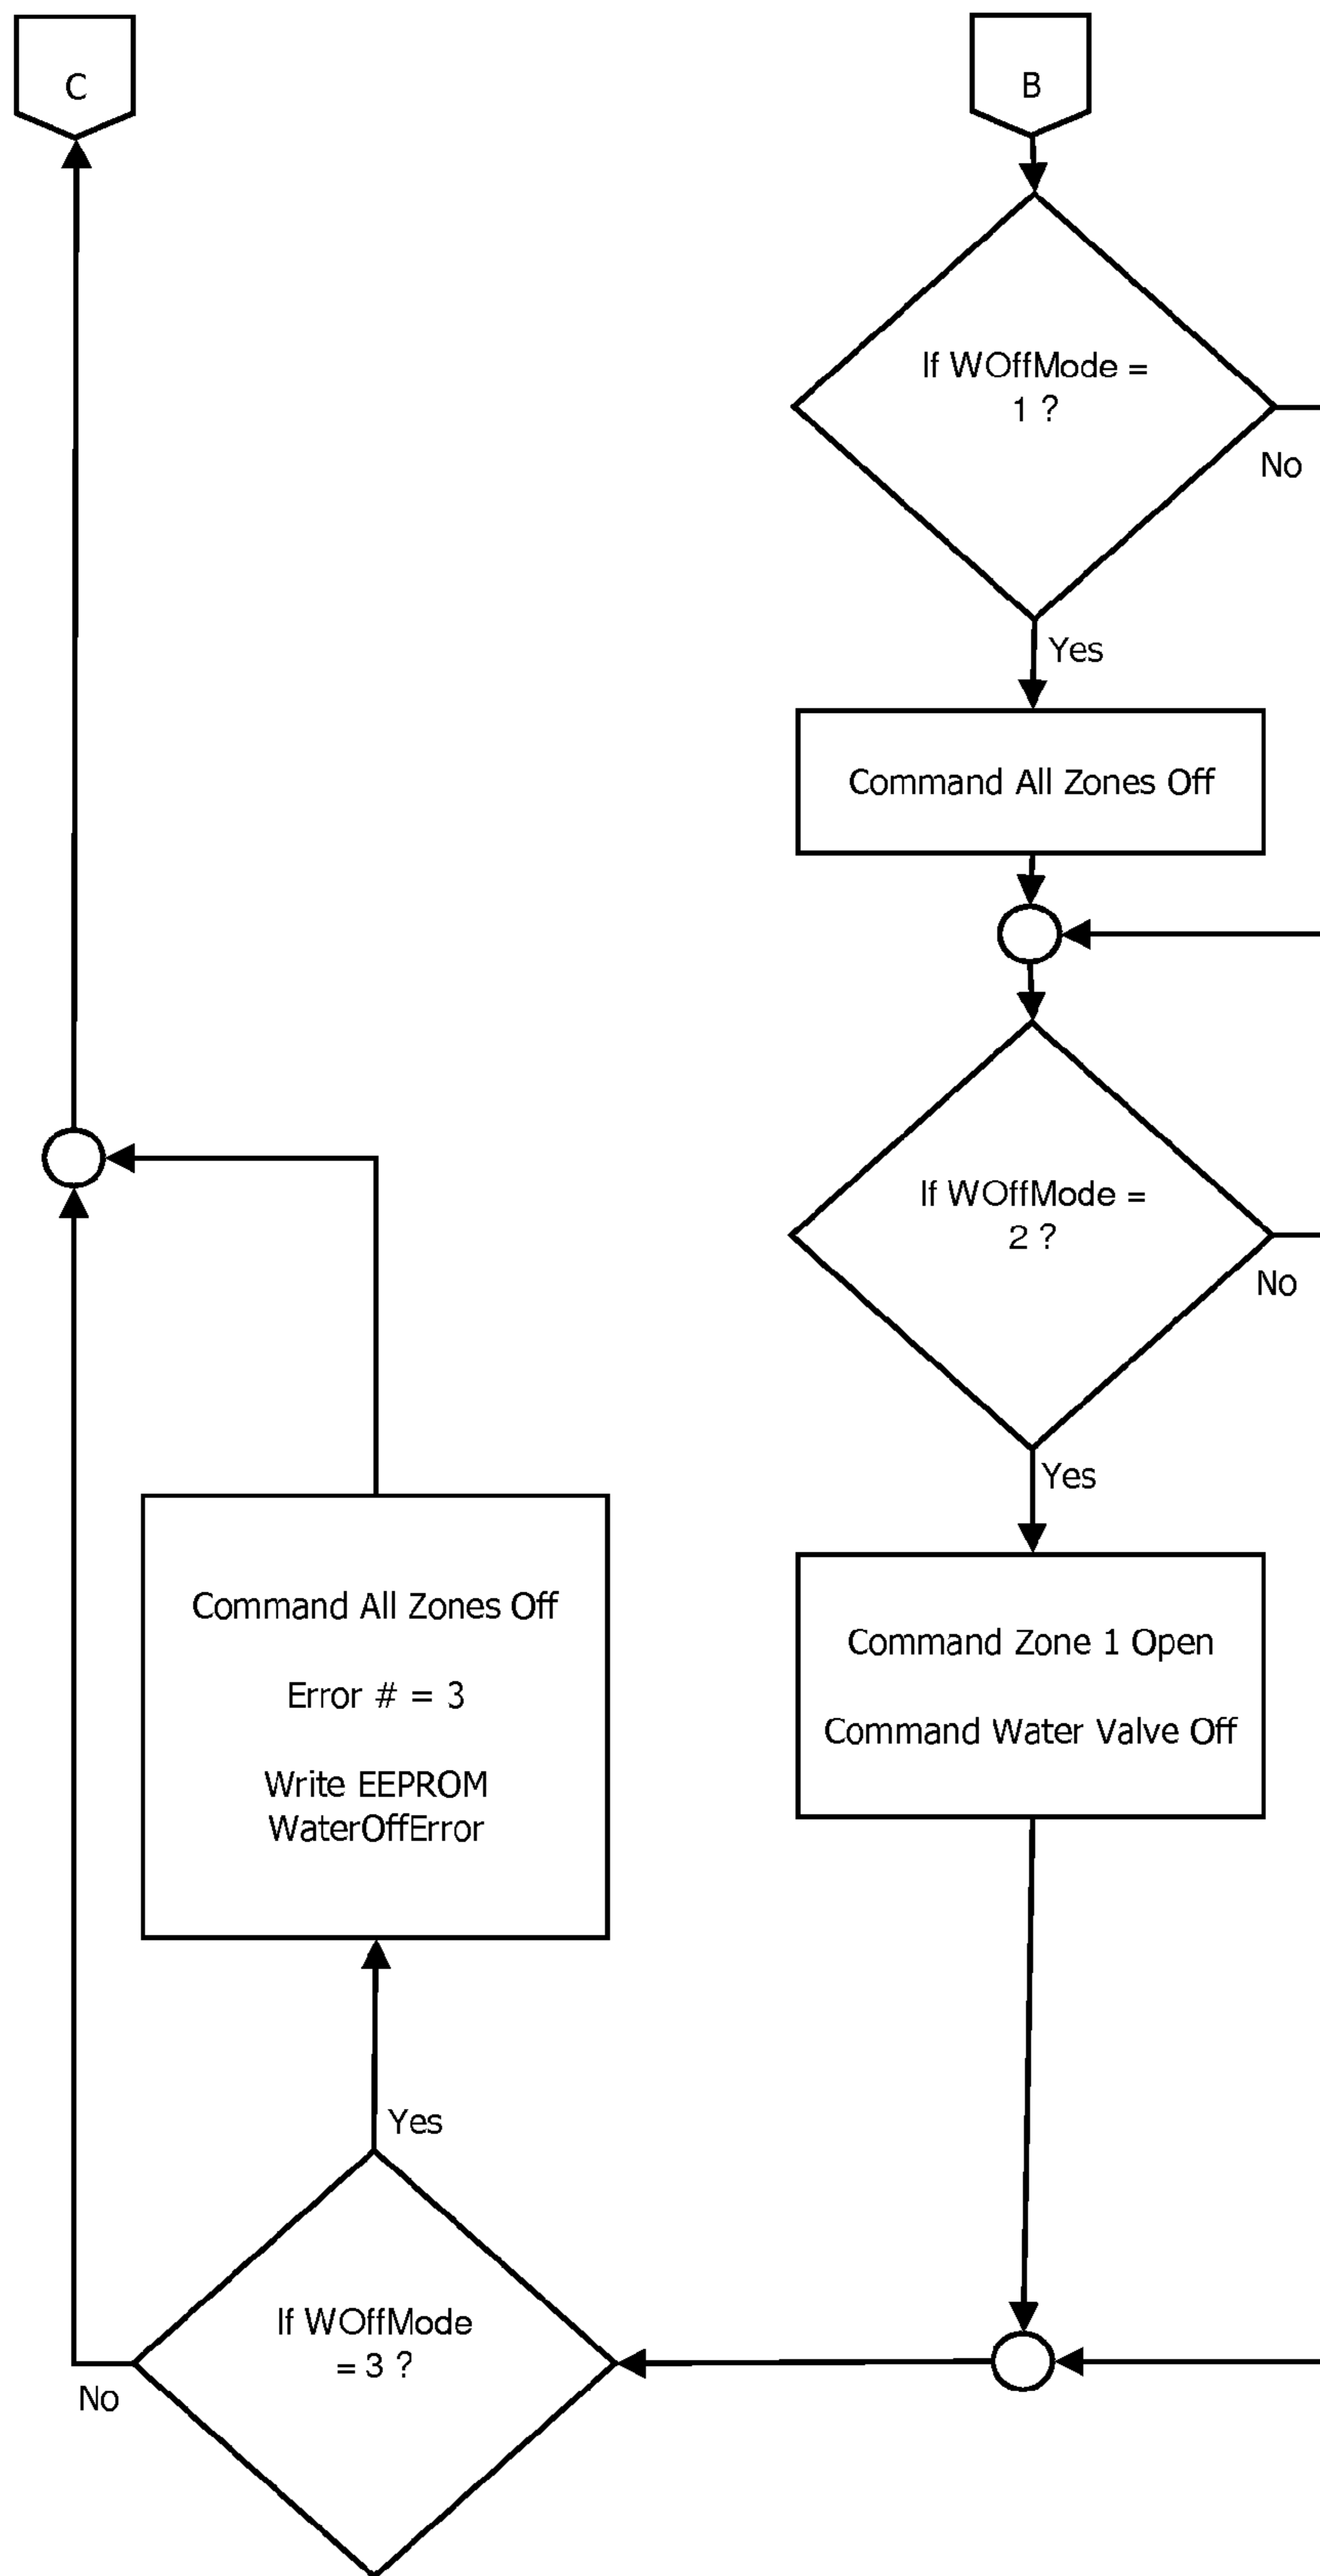 C
B
If WOffMode =
1 ?
No
Yes
Command All Zones Off
If WOffMode =
2 ?
No
Yes
Command Zone 1 Open
Command Water Valve Off
Command All Zones Off
Error # = 3
Write EEPROM
WaterOffError
Yes
If WOffMode
= 3 ?
No